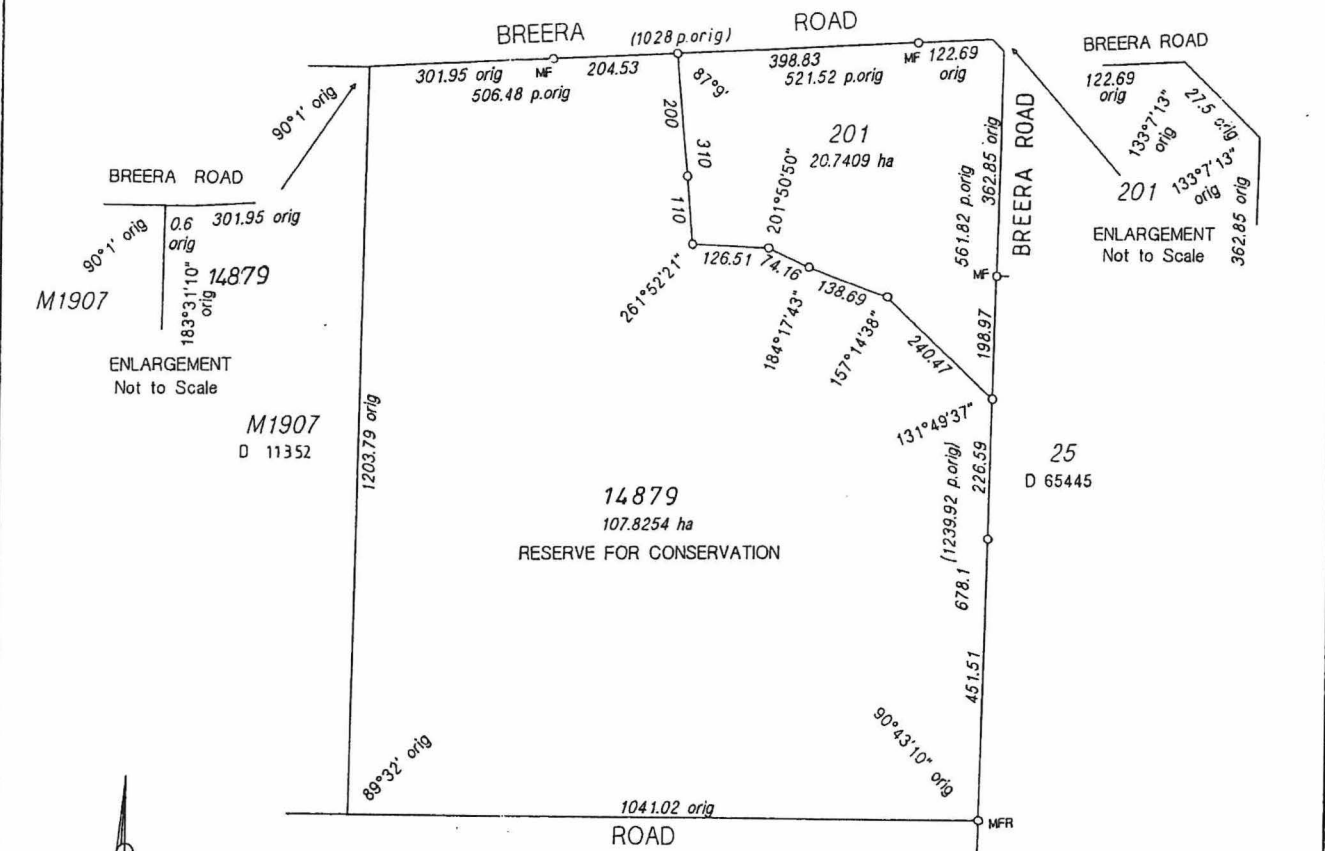 BREERA (1028 p.orig) ROAD
301.95 orig MF 204.53 398.83 MF 122.69 orig
506.48 p.orig 521.52 p.orig
90°1' orig
87°9'
200
310
110
201
20.7409 ha
201°50'50"
561.82 p.orig
362.85 orig
BREERA ROAD
BREERA ROAD
122.69 orig
27.5 orig
133°7'13" orig
133°7'13" orig
201
362.85 orig
ENLARGEMENT
Not to Scale
BREERA ROAD
90°1' orig
0.6 orig
301.95 orig
183°31'10" orig
14879
M1907
ENLARGEMENT
Not to Scale
261°52'21"
126.51
74.16
138.69
184°17'43"
157°14'38"
240.47
MF
198.97
131°49'37"
M1907
D 11352
1203.79 orig
14879
107.8254 ha
RESERVE FOR CONSERVATION
(1239.92 p.orig)
226.59
678.1
451.51
25
D 65445
89°32' orig
90°43'10" orig
1041.02 orig
MFR
ROAD